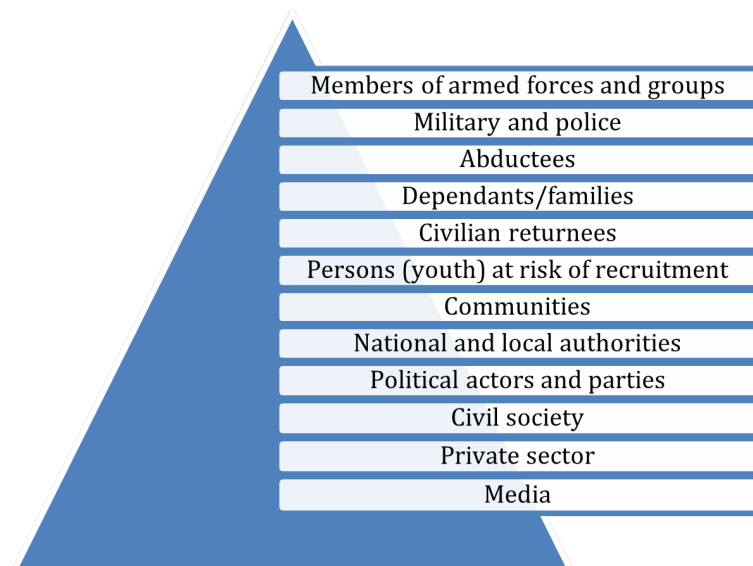 Members of armed forces and groups
Military and police
Abductees
Dependants/families
Civilian returnees
Persons (youth) at risk of recruitment
Communities
National and local authorities
Political actors and parties
Civil society
Private sector
Media